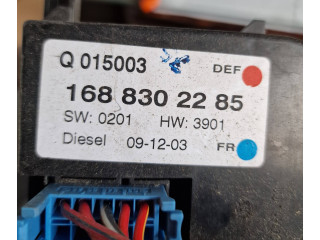 Q 015003
DEF
168 830 22 85
SW: 0201 HW: 3901
Diesel 09-12-03 FR